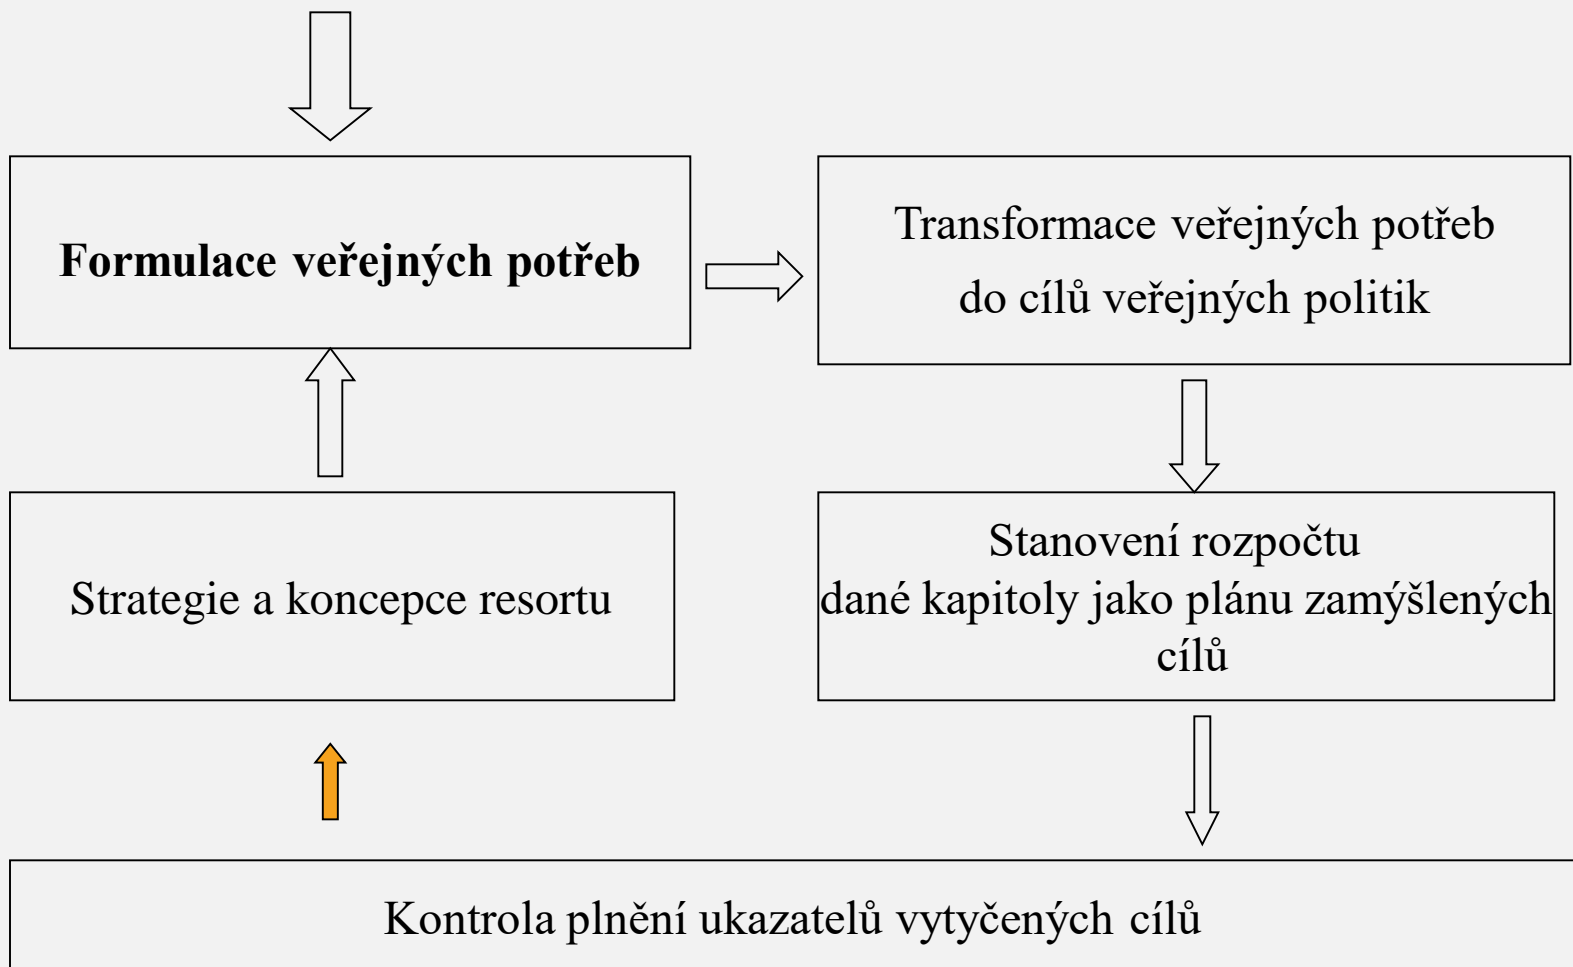 Formulace veřejných potřeb
Transformace veřejných potřeb
do cílů veřejných politik
Strategie a koncepce resortu
Stanovení rozpočtu
dané kapitoly jako plánu zamýšlených
cílů
Kontrola plnění ukazatelů vytyčených cílů